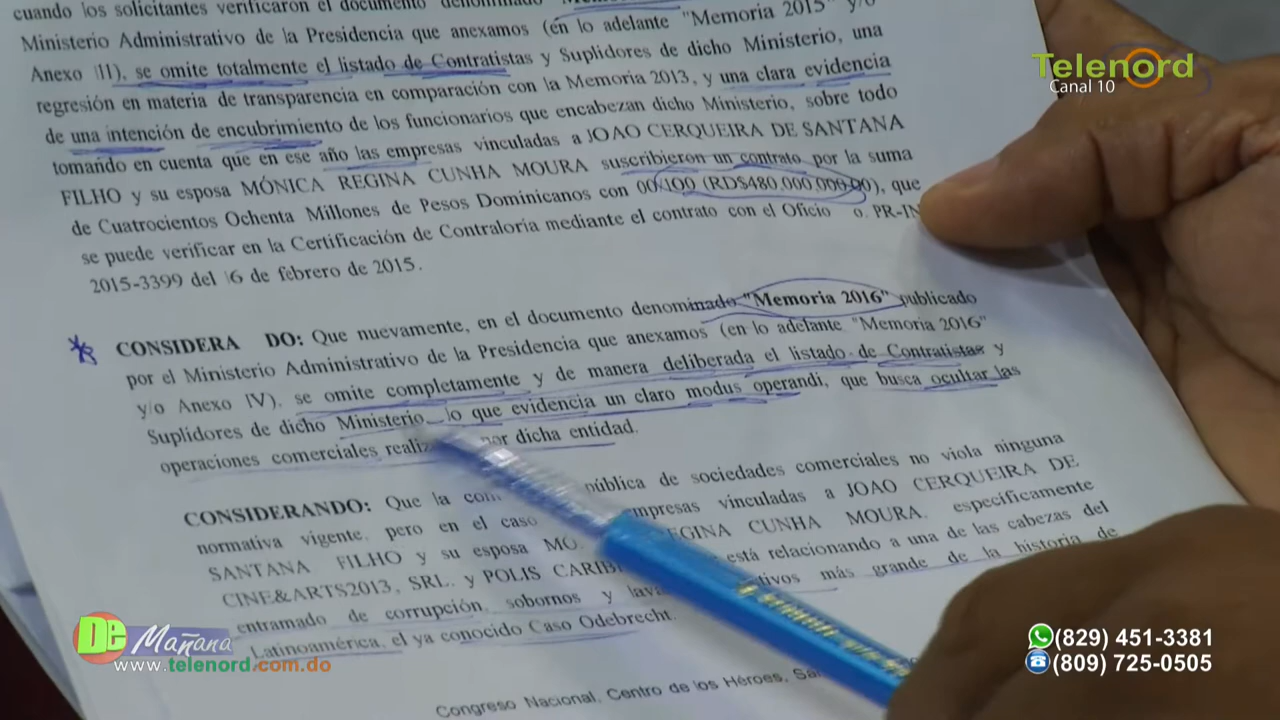 cuando los solicitantes verificaron el documento
Ministerio Administrativo de la Presidencia que examamos (en lo adelante "Memoria 2015" y/o
Anexo III), se omite totalmente el listado de Contratistas y Suplidores de dicho Ministerio, una
regresión en materia de transparencia en comparación con la Memoria 2013, y una clara evidencia
de una intención de encubrimiento de los funcionarios que encabezan dicho Ministerio, sobre todo
tomando en cuenta que en ese año las empresas vinculadas a JOAO CERQUEIRA DE SANTANA
FILHO y su esposa MÓNICA REGINA CUNHA MOURA suscribieron un contrato por la suma
de Cuatrocientos Ochenta Millones de Pesos Dominicanos con 00/100 (RD$480,000,000.00), que
se puede verificar en la Certificación de Contraloría mediante el contrato con el Oficio o. PR-IN
2015-3399 del 16 de febrero de 2015.
CONSIDERA DO: Que nuevamente, en el documento denominado "Memoria 2016" publicado
por el Ministerio Administrativo de la Presidencia que anexamos (en lo adelante "Memoria 2016"
y/o Anexo IV), se omite completamente y de manera deliberada el listado de Contratistas y
Suplidores de dicho Ministerio, lo que evidencia un claro modus operandi, que busca ocultar las
operaciones comerciales realiz por dicha entidad.
CONSIDERANDO: Que la con pública de sociedades comerciales no viola ninguna
normativa vigente, pero en el caso mpresas vinculadas a JOAO CERQUEIRA DE
SANTANA FILHO y su esposa MO. REGINA CUNHA MOURA, específicamente
CINE&ARTS2013, SRL. y POLIS CARIB está relacionando a una de las cabezas del
entramado de corrupción, sobornos y lava tivos más grande de la historia de
Latinoamérica, el ya conocido Caso Odebrecht.
Congreso Nacional, Centro de los Héroes,
Telenord
Canal 10
De Mañana
www.telenord.com.do
(829) 451-3381
(809) 725-0505